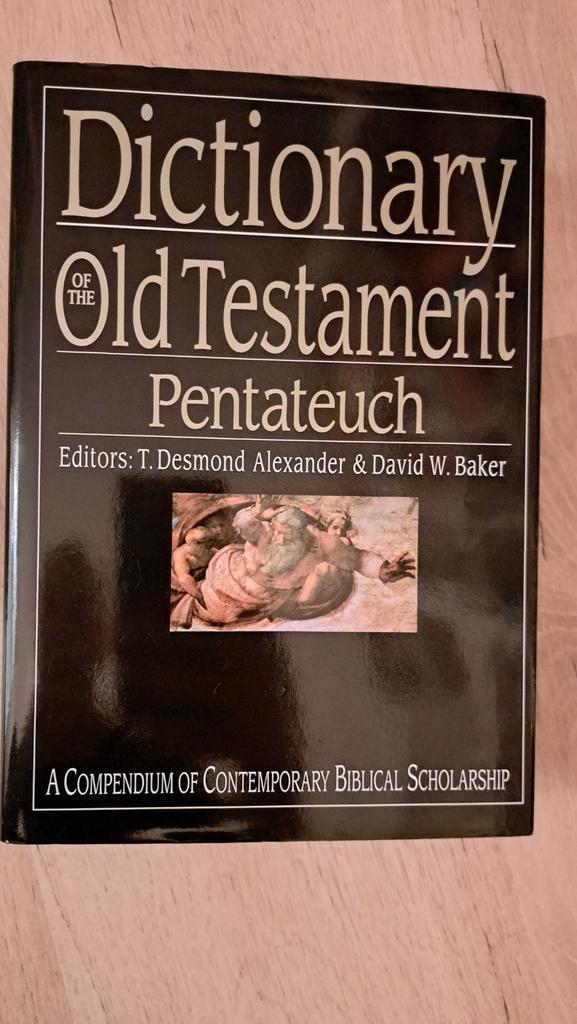 Dictionary
OF THE
Old Testament
Pentateuch
Editors: T. Desmond Alexander & David W. Baker
A COMPENDIUM OF CONTEMPORARY BIBLICAL SCHOLARSHIP